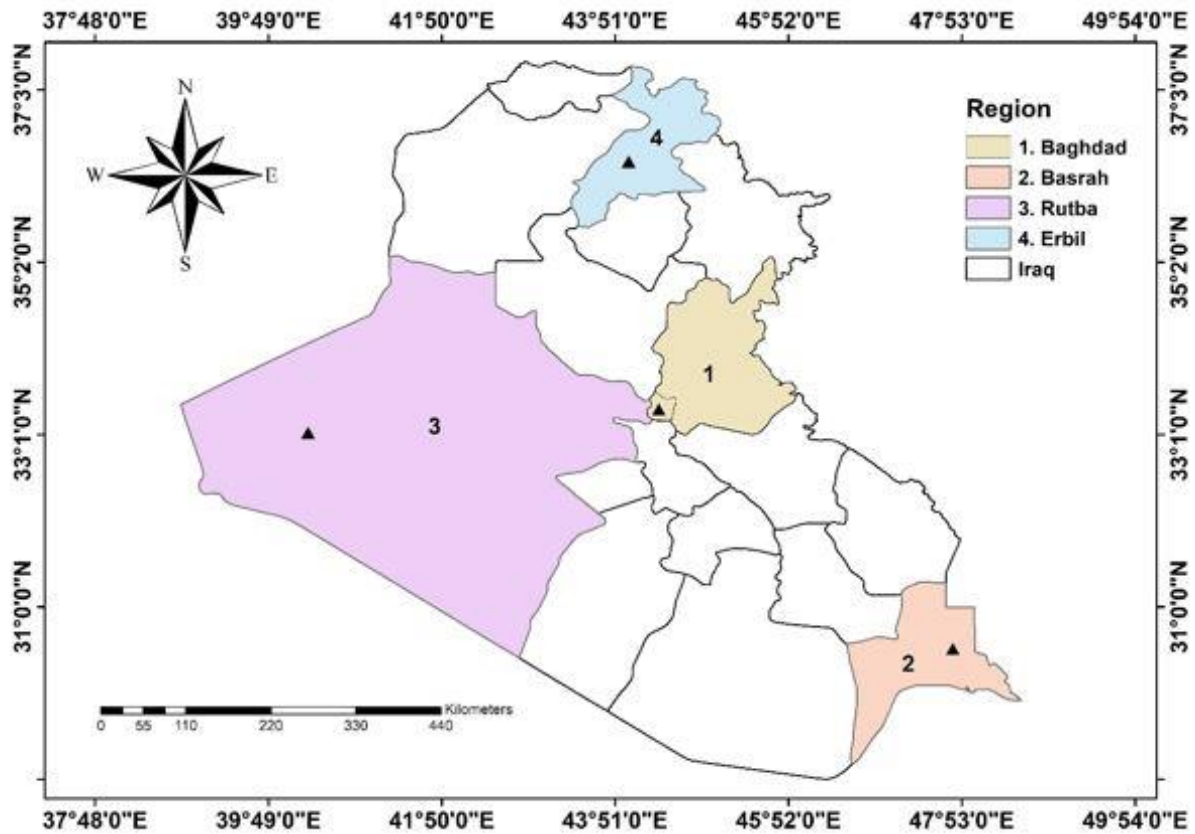 37°48'0"E 39°49'0"E 41°50'0"E 43°51'0"E 45°52'0"E 47°53'0"E 49°54'0"E
37°3'0"N
35°2'0"N
33°1'0"N
31°0'0"N
N
W E
S
4
1
3
2
Region
1. Baghdad
2. Basrah
3. Rutba
4. Erbil
Iraq
37°3'0"N
35°2'0"N
33°1'0"N
31°0'0"N
Kilometers
0 55 110 220 330 440
37°48'0"E 39°49'0"E 41°50'0"E 43°51'0"E 45°52'0"E 47°53'0"E 49°54'0"E